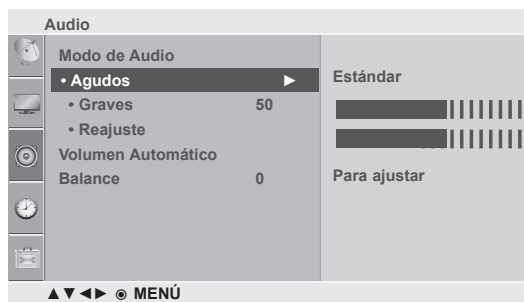 Audio
Modo de Audio
• Agudos ▶
Estándar
• Graves 50
• Reajuste
Volumen Automático
Balance 0
Para ajustar
▲▼◄► ◉ MENÚ